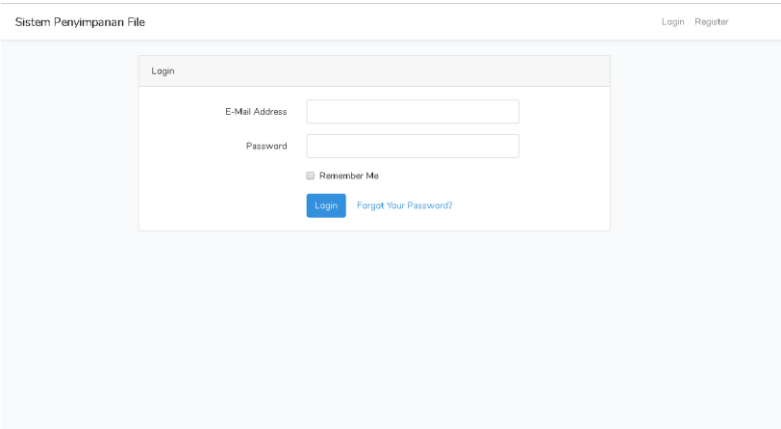 Sistem Penyimpanan File
Login Register
Login
E-Mail Address
Password
Remember Me
Login Forgot Your Password?